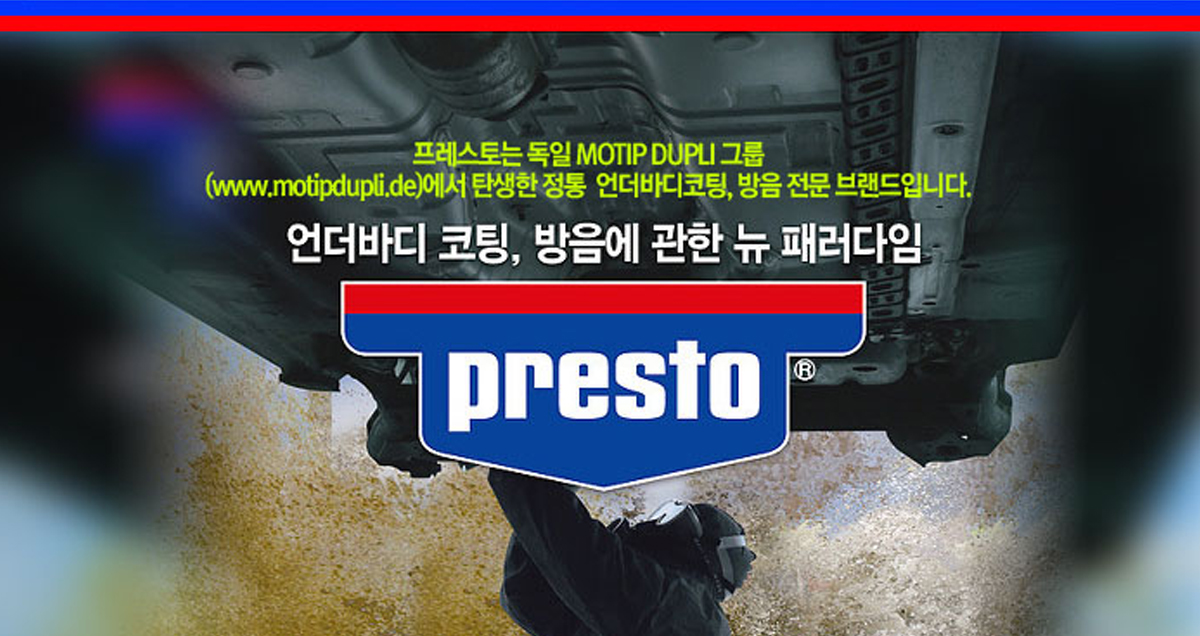 프레스토는 독일 MOTIP DUPLI 그룹
(www.motipdupli.de)에서 탄생한 정통 언더바디코팅, 방음 전문 브랜드입니다.
언더바디 코팅, 방음에 관한 뉴 패러다임
presto®